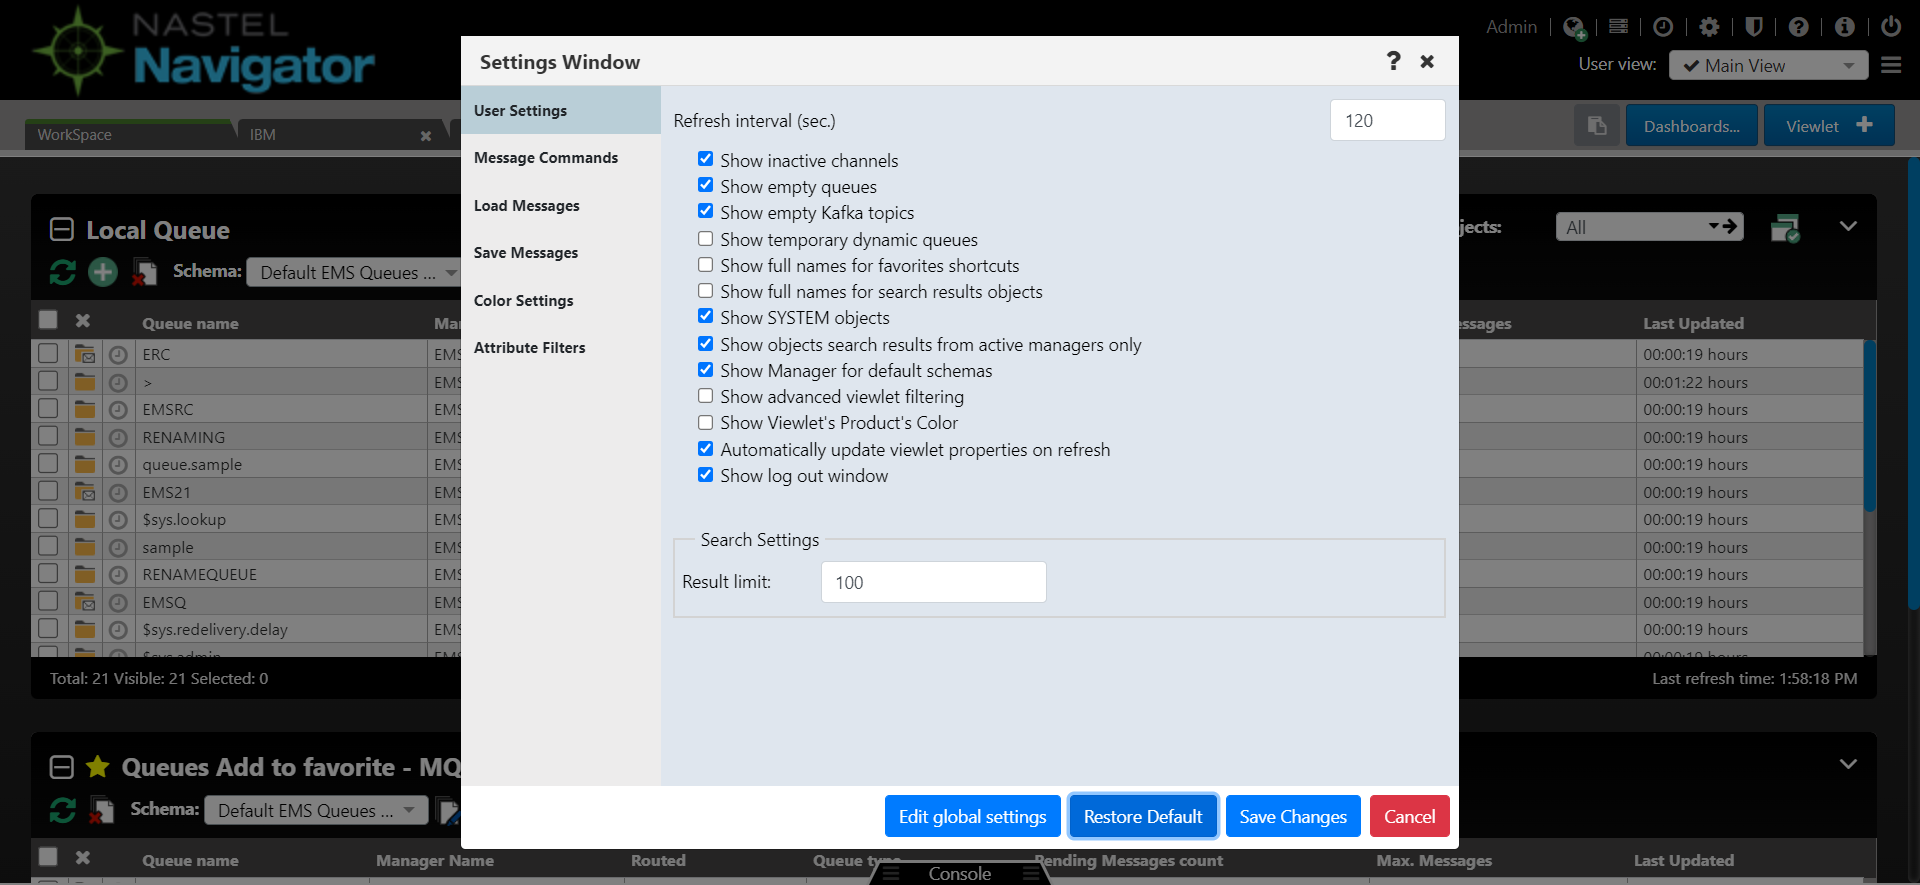 NASTEL
Navigator
Admin
User view:
Main View
WorkSpace
IBM
Dashboards...
Viewlet
Settings Window
User Settings
Message Commands
Load Messages
Save Messages
Color Settings
Attribute Filters
Refresh interval (sec.)
120
Show inactive channels
Show empty queues
Show empty Kafka topics
Show temporary dynamic queues
Show full names for favorites shortcuts
Show full names for search results objects
Show SYSTEM objects
Show objects search results from active managers only
Show Manager for default schemas
Show advanced viewlet filtering
Show Viewlet's Product's Color
Automatically update viewlet properties on refresh
Show log out window
Search Settings
Result limit:
100
Edit global settings
Restore Default
Save Changes
Cancel
Local Queue
jects:
All
Schema:
Default EMS Queues ...
Queue name
Ma
essages
Last Updated
ERC
EMS
00:00:19 hours
>
EMS
00:01:22 hours
EMSRC
EMS
00:00:19 hours
RENAMING
EMS
00:00:19 hours
queue.sample
EMS
00:00:19 hours
EMS21
EMS
00:00:19 hours
$sys.lookup
EMS
00:00:19 hours
sample
EMS
00:00:19 hours
RENAMEQUEUE
EMS
00:00:19 hours
EMSQ
EMS
00:00:19 hours
$sys.redelivery.delay
EMS
00:00:19 hours
$sys.admin
00:00:19 hours
Total: 21 Visible: 21 Selected: 0
Last refresh time: 1:58:18 PM
Queues Add to favorite - MQ
Schema:
Default EMS Queues ...
Queue name
Manager Name
Routed
Queue type
Pending Messages count
Max. Messages
Last Updated
Console